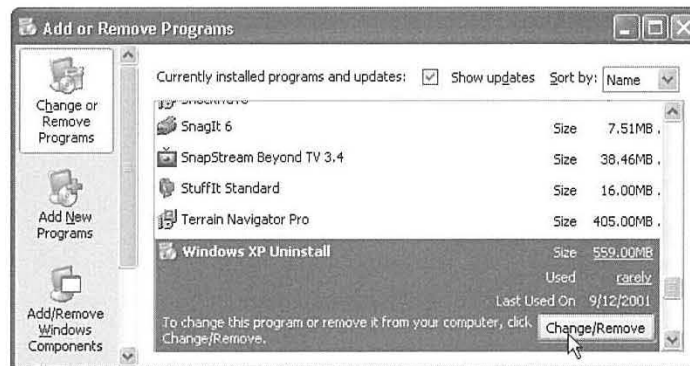 Add or Remove Programs
Change or
Remove
Programs
Add New
Programs
Add/Remove
Windows
Components
Currently installed programs and updates:
Show updates
Sort by: Name
SnagIt 6 Size 7.51MB
SnapStream Beyond TV 3.4 Size 38.46MB
StuffIt Standard Size 16.00MB
Terrain Navigator Pro Size 405.00MB
Windows XP Uninstall Size 559.00MB
Used rarely
Last Used On 9/12/2001
To change this program or remove it from your computer, click
Change/Remove.
Change/Remove